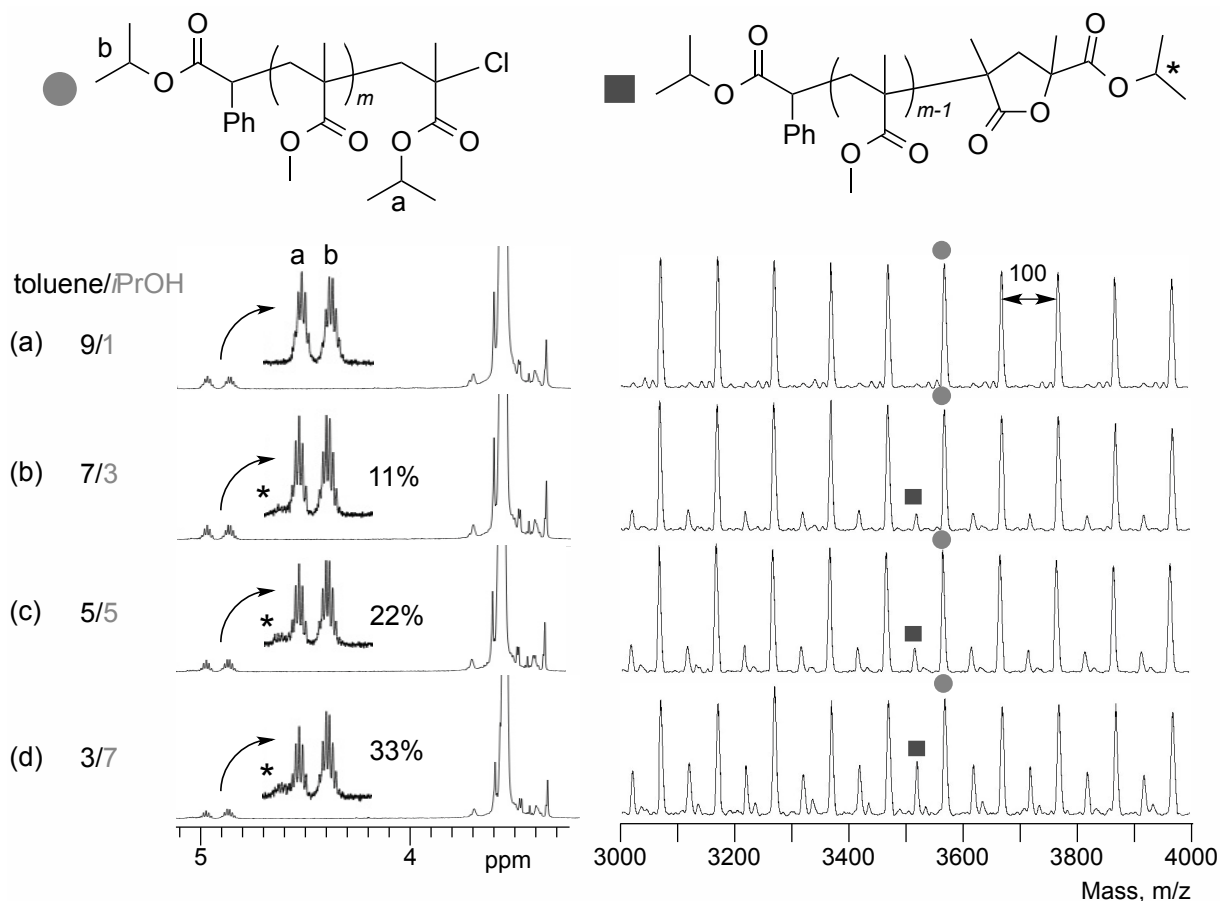 b
O
O
Ph
m
O
O
Cl
O
O
a
O
O
Ph
m-1
O
O
O
O
O
O
*
toluene/iPrOH
a b
(a) 9/1
100
(b) 7/3
*
11%
(c) 5/5
*
22%
(d) 3/7
*
33%
5 4 ppm
3000 3200 3400 3600 3800 4000
Mass, m/z